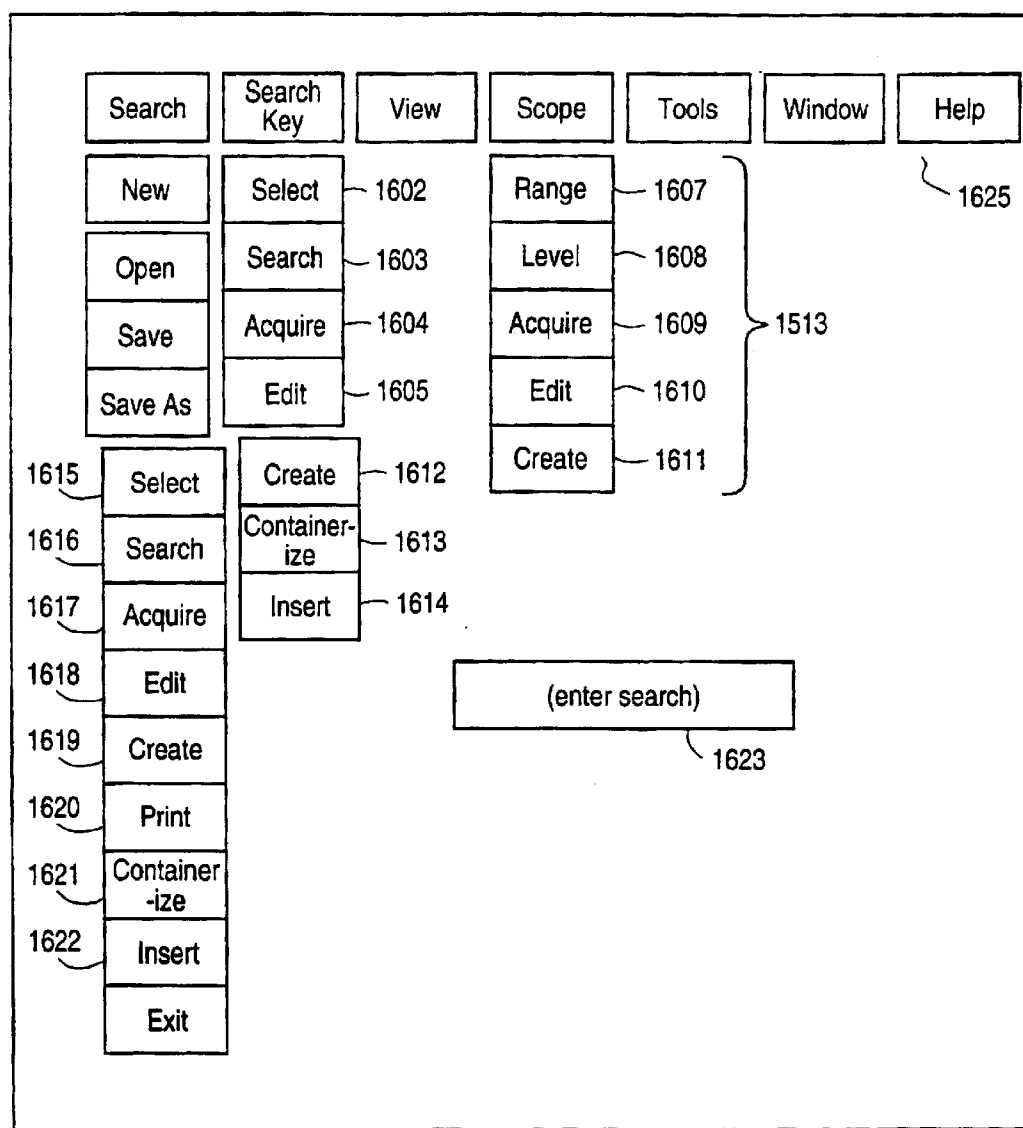 Search
Search
Key
View
Scope
Tools
Window
Help
1625
New
Open
Save
Save As
Select
1602
Search
1603
Acquire
1604
Edit
1605
Range
1607
Level
1608
Acquire
1609
Edit
1610
Create
1611
1513
1615
Select
1616
Search
1617
Acquire
1618
Edit
1619
Create
1620
Print
1621
Container
-ize
1622
Insert
Exit
Create
1612
Container-
ize
1613
Insert
1614
(enter search)
1623